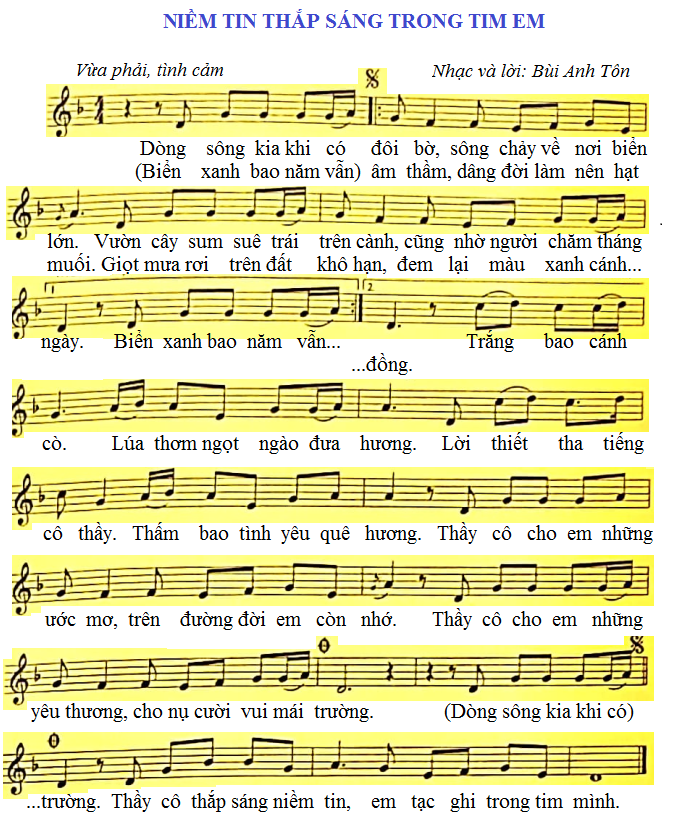 NIỀM TIN THẮP SÁNG TRONG TIM EM
Vừa phải, tình cảm
Nhạc và lời: Bùi Anh Tôn
Dòng sông kia khi có đôi bờ, sông chảy về nơi biển
(Biển xanh bao năm vẫn) âm thầm, dâng đời làm nên hạt
lớn. Vườn cây sum suê trái trên cành, cũng nhờ người chăm tháng
muối. Giọt mưa rơi trên đất khô hạn, đem lại màu xanh cánh...
1
2
ngày. Biển xanh bao năm vẫn... Trắng bao cánh
...đồng.
cò. Lúa thơm ngọt ngào đưa hương. Lời thiết tha tiếng
cô thầy. Thấm bao tình yêu quê hương. Thầy cô cho em những
ước mơ, trên đường đời em còn nhớ. Thầy cô cho em những
yêu thương, cho nụ cười vui mái trường. (Dòng sông kia khi có)
...trường. Thầy cô thắp sáng niềm tin, em tạc ghi trong tim mình.